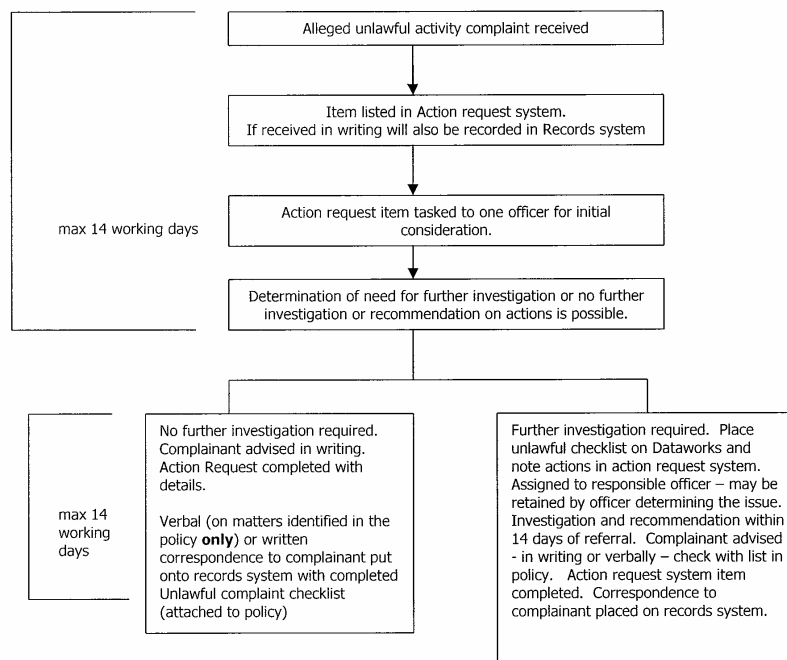 Alleged unlawful activity complaint received
Item listed in Action request system.
If received in writing will also be recorded in Records system
max 14 working days
Action request item tasked to one officer for initial
consideration.
Determination of need for further investigation or no further
investigation or recommendation on actions is possible.
max 14
working
days
No further investigation required.
Complainant advised in writing.
Action Request completed with
details.
Verbal (on matters identified in the
policy only) or written
correspondence to complainant put
onto records system with completed
Unlawful complaint checklist
(attached to policy)
Further investigation required. Place
unlawful checklist on Dataworks and
note actions in action request system.
Assigned to responsible officer – may be
retained by officer determining the issue.
Investigation and recommendation within
14 days of referral. Complainant advised
- in writing or verbally – check with list in
policy. Action request system item
completed. Correspondence to
complainant placed on records system.